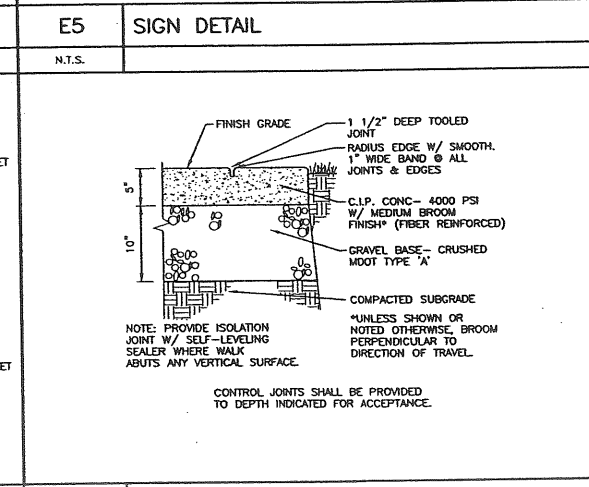 E5
SIGN DETAIL
N.T.S.
ET
FINISH GRADE
1 1/2" DEEP TOOLED
JOINT
RADIUS EDGE W/ SMOOTH.
1" WIDE BAND @ ALL
JOINTS & EDGES
5"
C.I.P. CONC- 4000 PSI
W/ MEDIUM BROOM
FINISH* (FIBER REINFORCED)
10"
GRAVEL BASE- CRUSHED
MDOT TYPE 'A'
COMPACTED SUBGRADE
*UNLESS SHOWN OR
NOTED OTHERWISE, BROOM
PERPENDICULAR TO
DIRECTION OF TRAVEL.
NOTE: PROVIDE ISOLATION
JOINT W/ SELF-LEVELING
SEALER WHERE WALK
ABUTS ANY VERTICAL SURFACE.
ET
CONTROL JOINTS SHALL BE PROVIDED
TO DEPTH INDICATED FOR ACCEPTANCE.